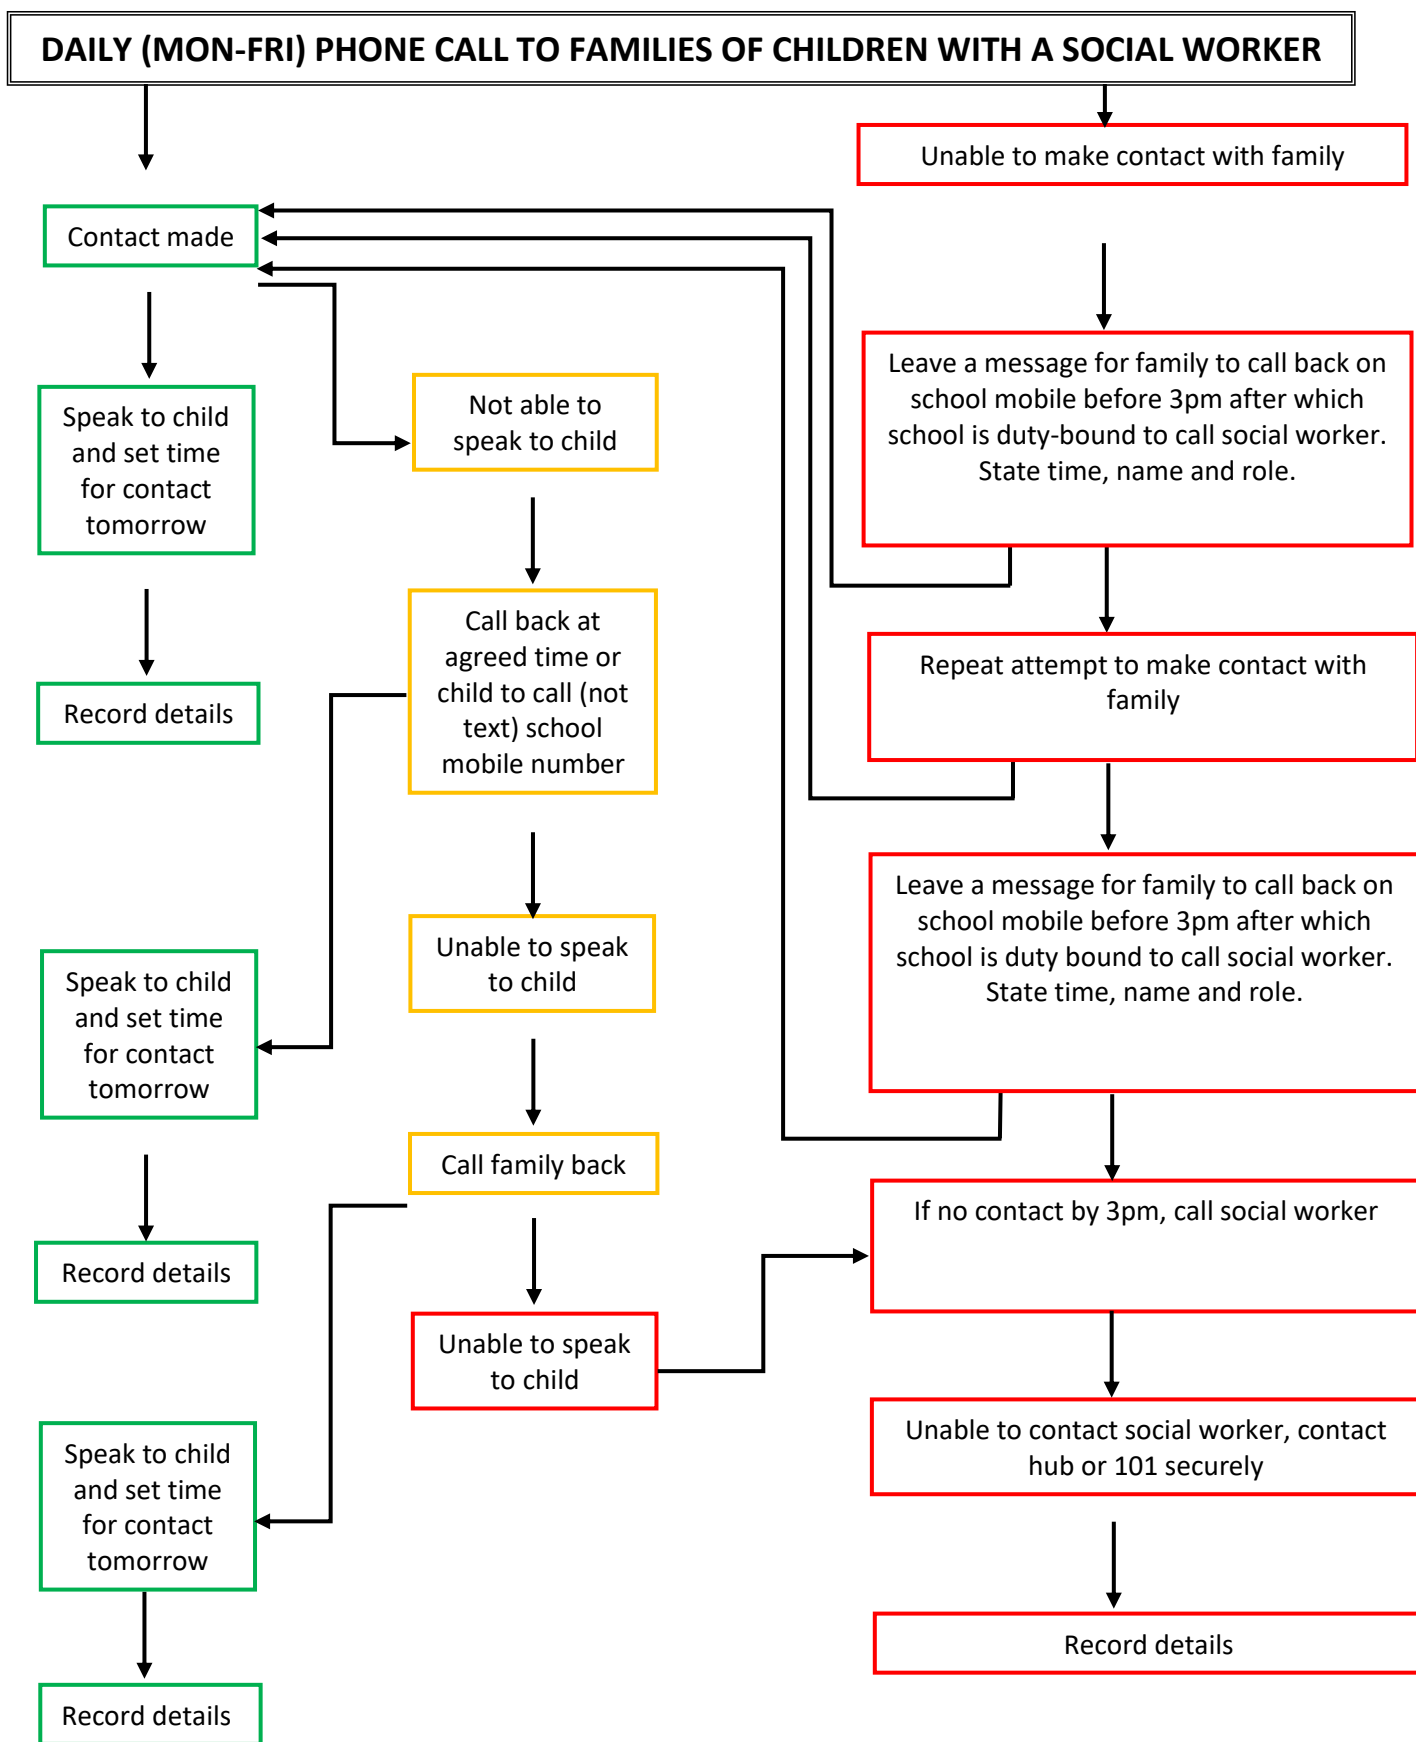 DAILY (MON-FRI) PHONE CALL TO FAMILIES OF CHILDREN WITH A SOCIAL WORKER
Unable to make contact with family
Contact made
Leave a message for family to call back on
school mobile before 3pm after which
school is duty-bound to call social worker.
State time, name and role.
Speak to child
and set time
for contact
tomorrow
Not able to
speak to child
Call back at
agreed time or
child to call (not
text) school
mobile number
Repeat attempt to make contact with
family
Record details
Leave a message for family to call back on
school mobile before 3pm after which
school is duty bound to call social worker.
State time, name and role.
Unable to speak
to child
Speak to child
and set time
for contact
tomorrow
Call family back
If no contact by 3pm, call social worker
Record details
Unable to speak
to child
Unable to contact social worker, contact
hub or 101 securely
Speak to child
and set time
for contact
tomorrow
Record details
Record details